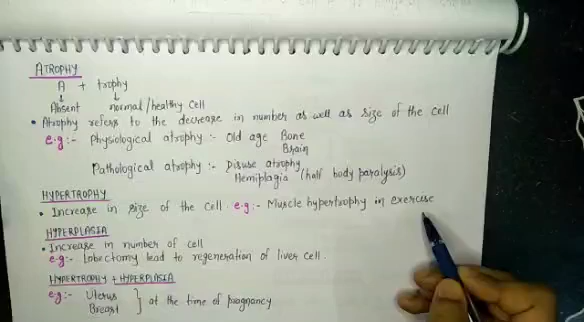 ATROPHY
A + trophy
↓ ↓
Absent normal/healthy cell
• Atrophy refers to the decrease in number as well as size of the cell
e.g:- Physiological atrophy :- Old age Bone
Brain
Pathological atrophy :- Disuse atrophy
Hemiplagia (half body paralysis)
HYPERTROPHY
• Increase in size of the cell. e.g:- Muscle hypertrophy in exercise
HYPERPLASIA
• Increase in number of cell
e.g:- Lobectomy lead to regeneration of liver cell.
HYPERTROPHY + HYPERPLASIA
e.g:- Uterus
Breast } at the time of pregnancy